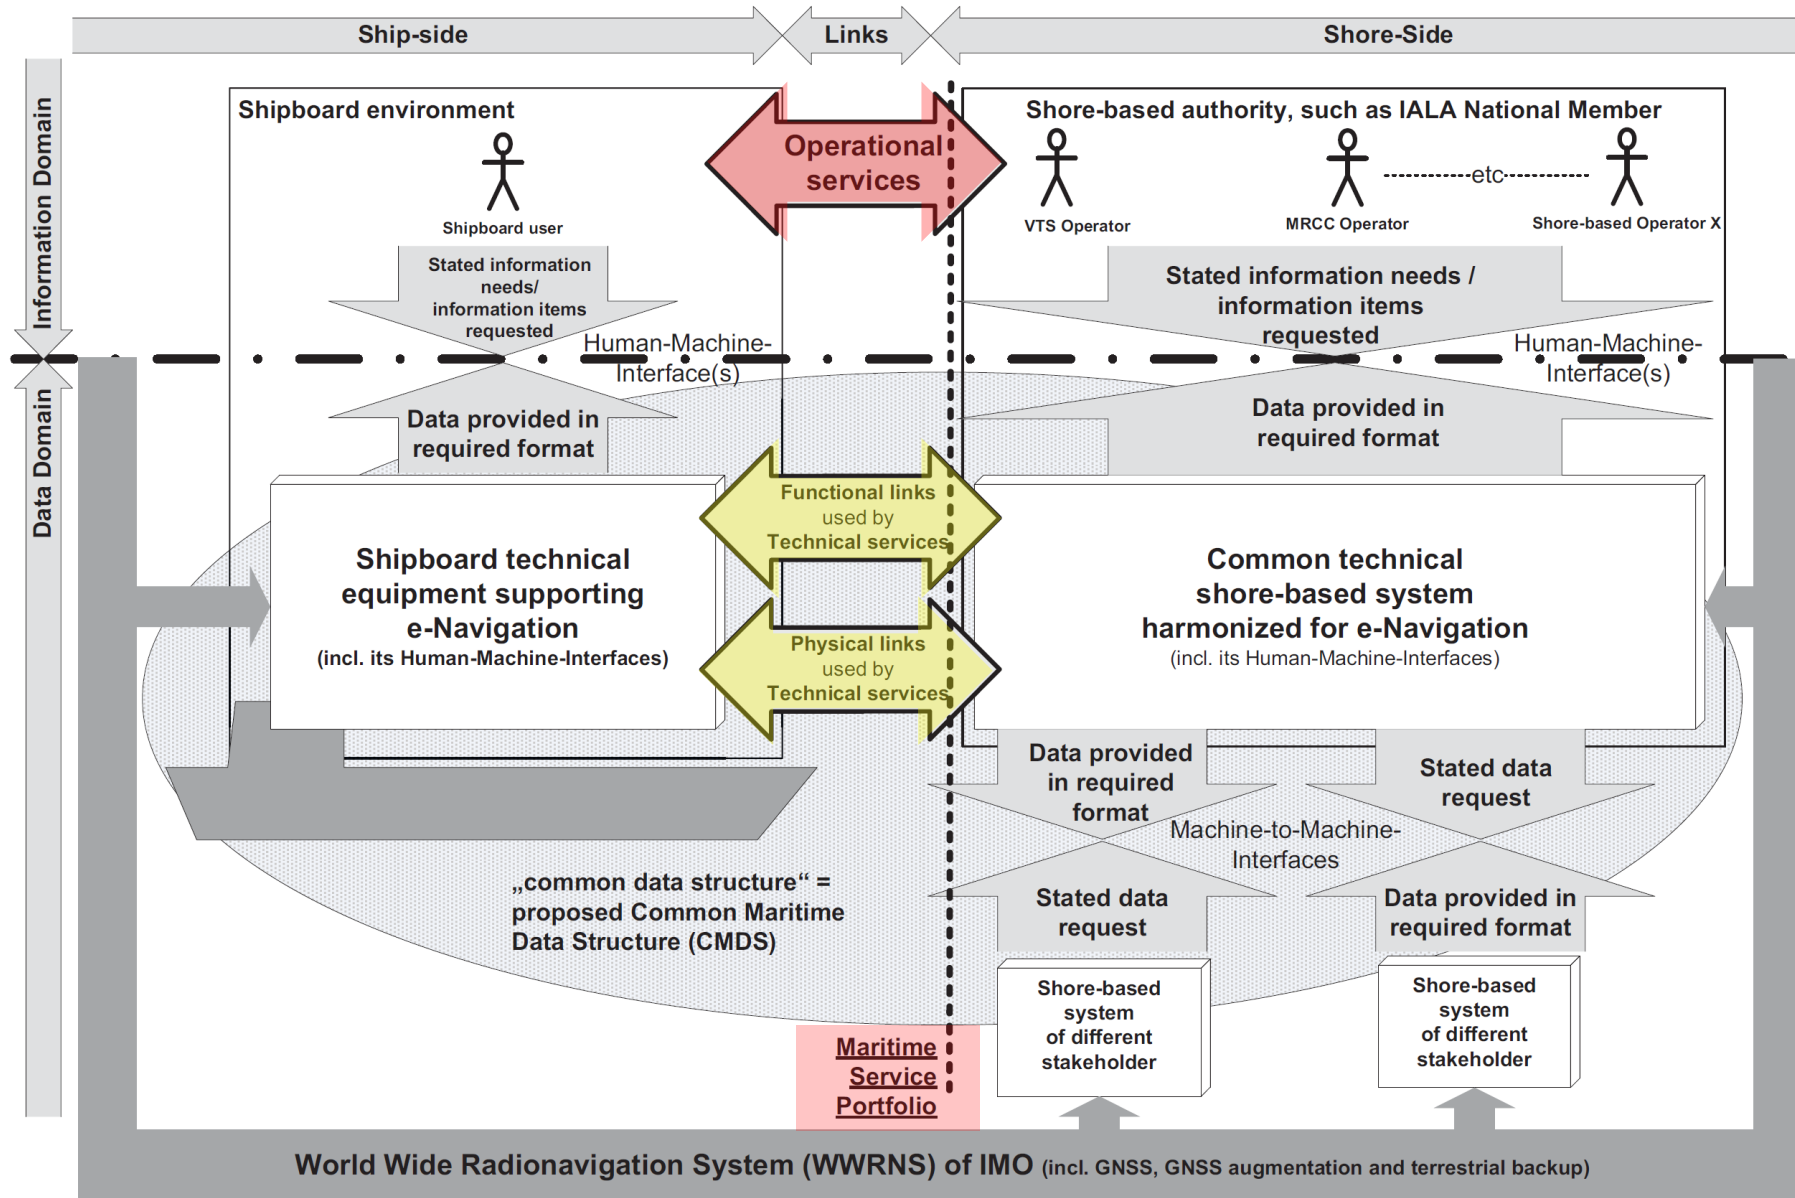 Ship-side
Links
Shore-Side
Information Domain
Data Domain
Shipboard environment
Operational
services
Shore-based authority, such as IALA National Member
Shipboard user
VTS Operator
MRCC Operator
etc
Shore-based Operator X
Stated information
needs/
information items
requested
Human-Machine-
Interface(s)
Stated information needs /
information items
requested
Human-Machine-
Interface(s)
Data provided in
required format
Data provided in
required format
Functional links
used by
Technical services
Shipboard technical
equipment supporting
e-Navigation
(incl. its Human-Machine-Interfaces)
Common technical
shore-based system
harmonized for e-Navigation
(incl. its Human-Machine-Interfaces)
Physical links
used by
Technical services
Data provided
in required
format
Stated data
request
Machine-to-Machine-
Interfaces
Stated data
request
Data provided in
required format
„common data structure“ =
proposed Common Maritime
Data Structure (CMDS)
Shore-based
system
of different
stakeholder
Shore-based
system
of different
stakeholder
Maritime
Service
Portfolio
World Wide Radionavigation System (WWRNS) of IMO (incl. GNSS, GNSS augmentation and terrestrial backup)